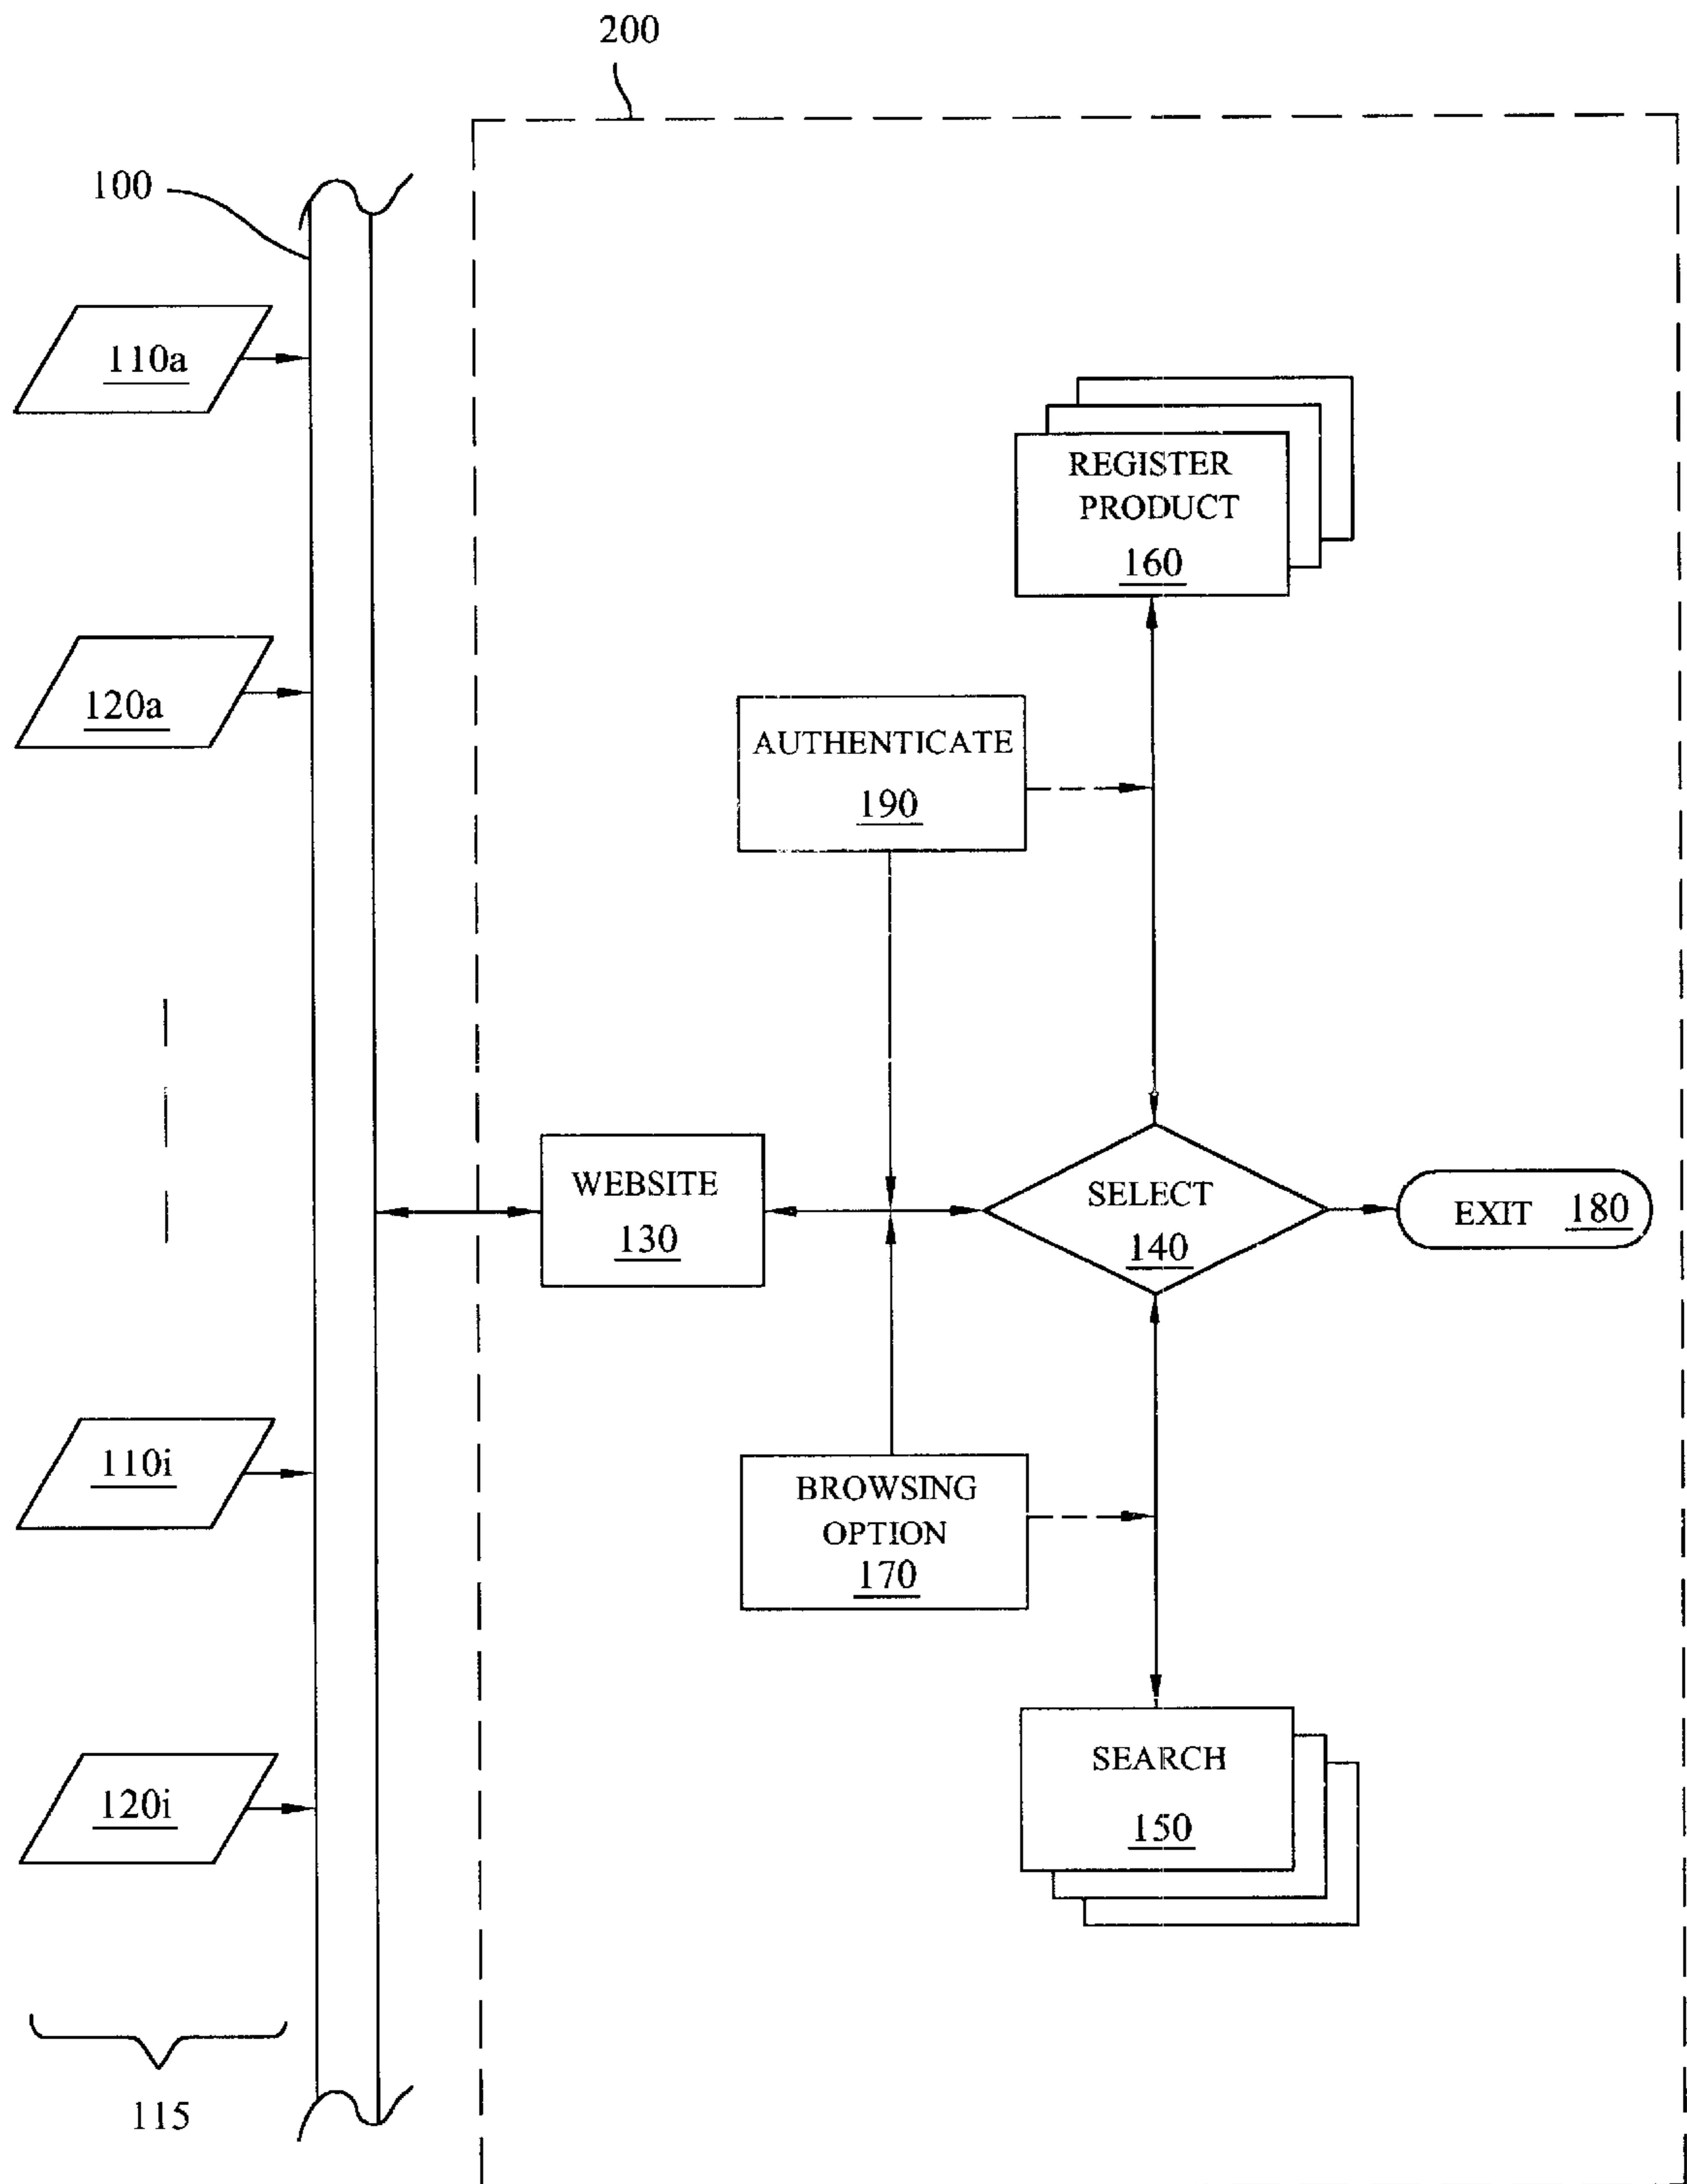 200
100
110a
REGISTER
PRODUCT
160
120a
AUTHENTICATE
190
WEBSITE
130
SELECT
140
EXIT 180
110i
BROWSING
OPTION
170
120i
SEARCH
150
115